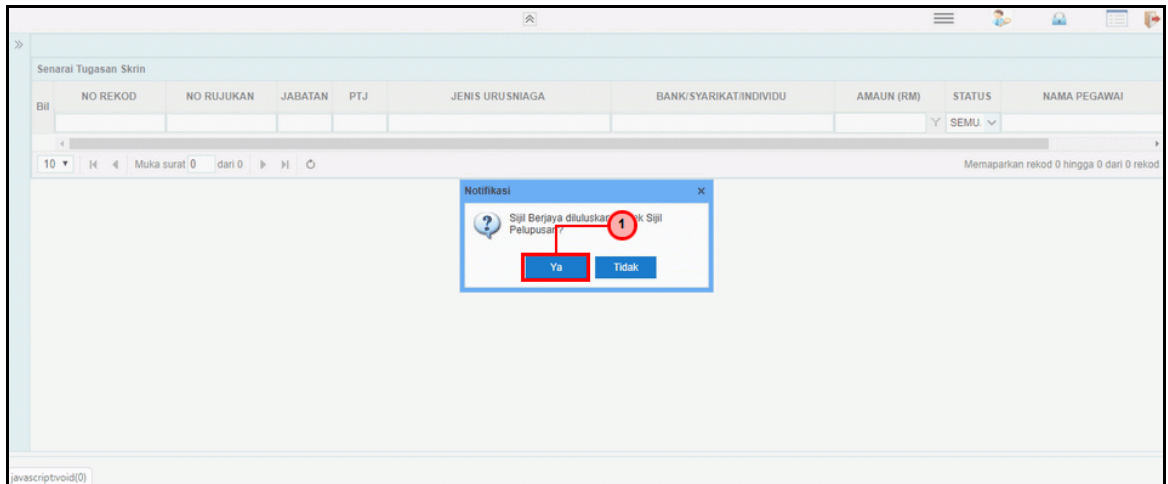 Senarai Tugasan Skrin
Bil NO REKOD NO RUJUKAN JABATAN PTJ JENIS URUSNIAGA BANK/SYARIKAT/INDIVIDU AMAUN (RM) STATUS NAMA PEGAWAI
SEMU
10 Muka surat 0 dari 0 Memaparkan rekod 0 hingga 0 dari 0 rekod
Notifikasi
Sijil Berjaya diluluskan Sijil
Pelupusan?
1
Ya Tidak
javascript:void(0)